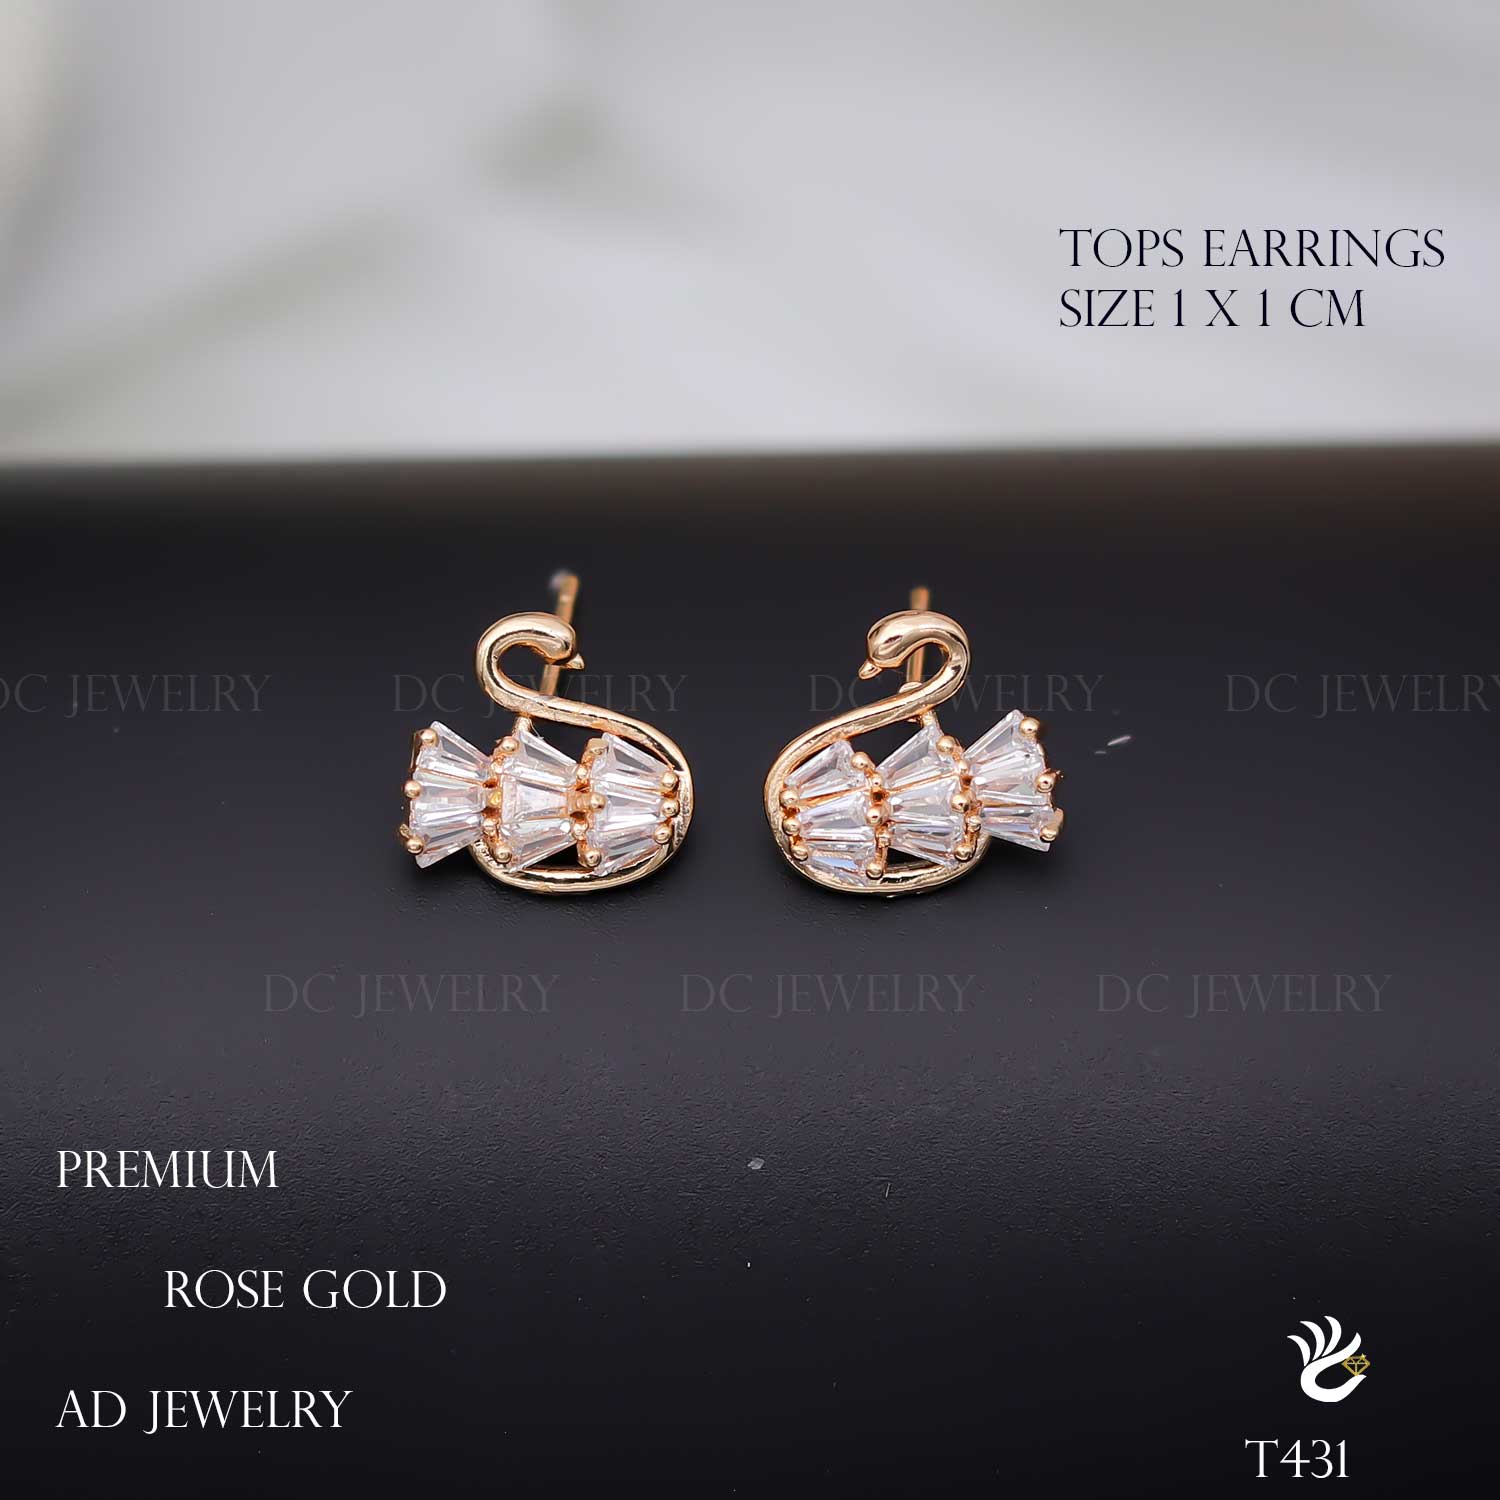 TOPS EARRINGS
SIZE 1 X 1 CM
DC JEWELRY DC JEWELRY DC JEWELRY DC JEWELRY
DC JEWELRY DC JEWELRY DC JEWELRY
PREMIUM
ROSE GOLD
AD JEWELRY
T431